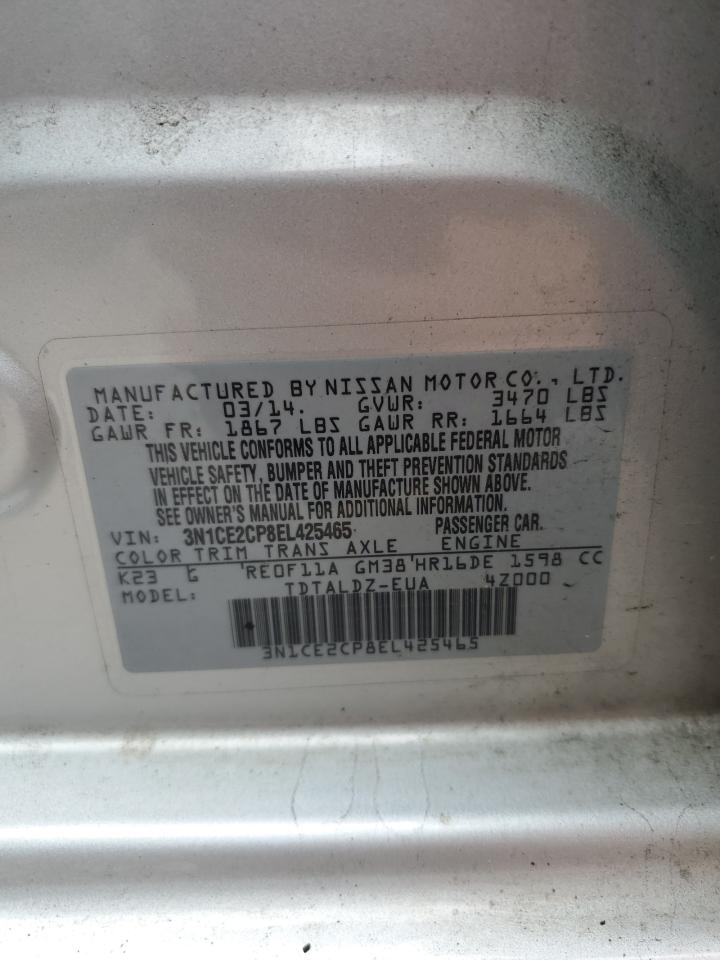 MANUFACTURED BY NISSAN MOTOR CO., LTD.
DATE: 03/14. GVWR: 3470 LBS
GAWR FR: 1867 LBS GAWR RR: 1664 LBS
THIS VEHICLE CONFORMS TO ALL APPLICABLE FEDERAL MOTOR
VEHICLE SAFETY, BUMPER AND THEFT PREVENTION STANDARDS
IN EFFECT ON THE DATE OF MANUFACTURE SHOWN ABOVE.
SEE OWNER'S MANUAL FOR ADDITIONAL INFORMATION.
VIN: 3N1CE2CP8EL425465 PASSENGER CAR.
COLOR TRIM TRANS AXLE ENGINE
K23 G RE0F11A GM38 HR16DE 1598 CC
MODEL: TDTALDZ-EUA 4Z000
3N1CE2CP8EL425465